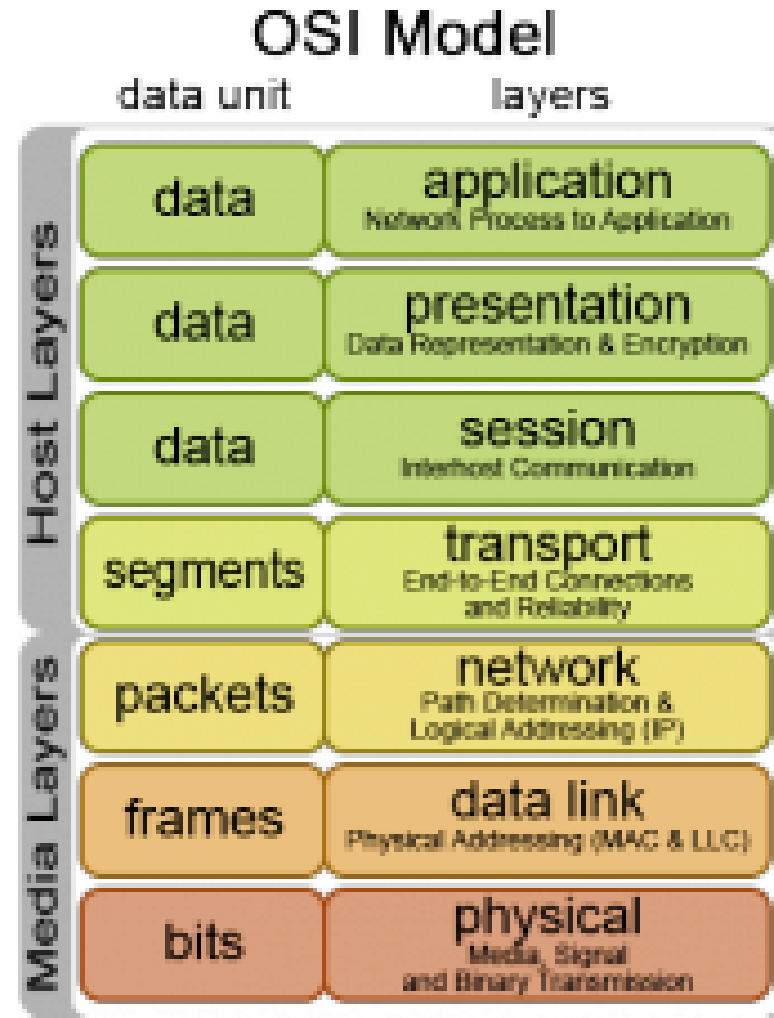 OSI Model
data unit layers
Host Layers
data application
Network Process to Application
data presentation
Data Representation & Encryption
data session
Interhost Communication
segments transport
End-to-End Connections
and Reliability
Media Layers
packets network
Path Determination &
Logical Addressing (IP)
frames data link
Physical Addressing (MAC & LLC)
bits physical
Media, Signal
and Binary Transmission